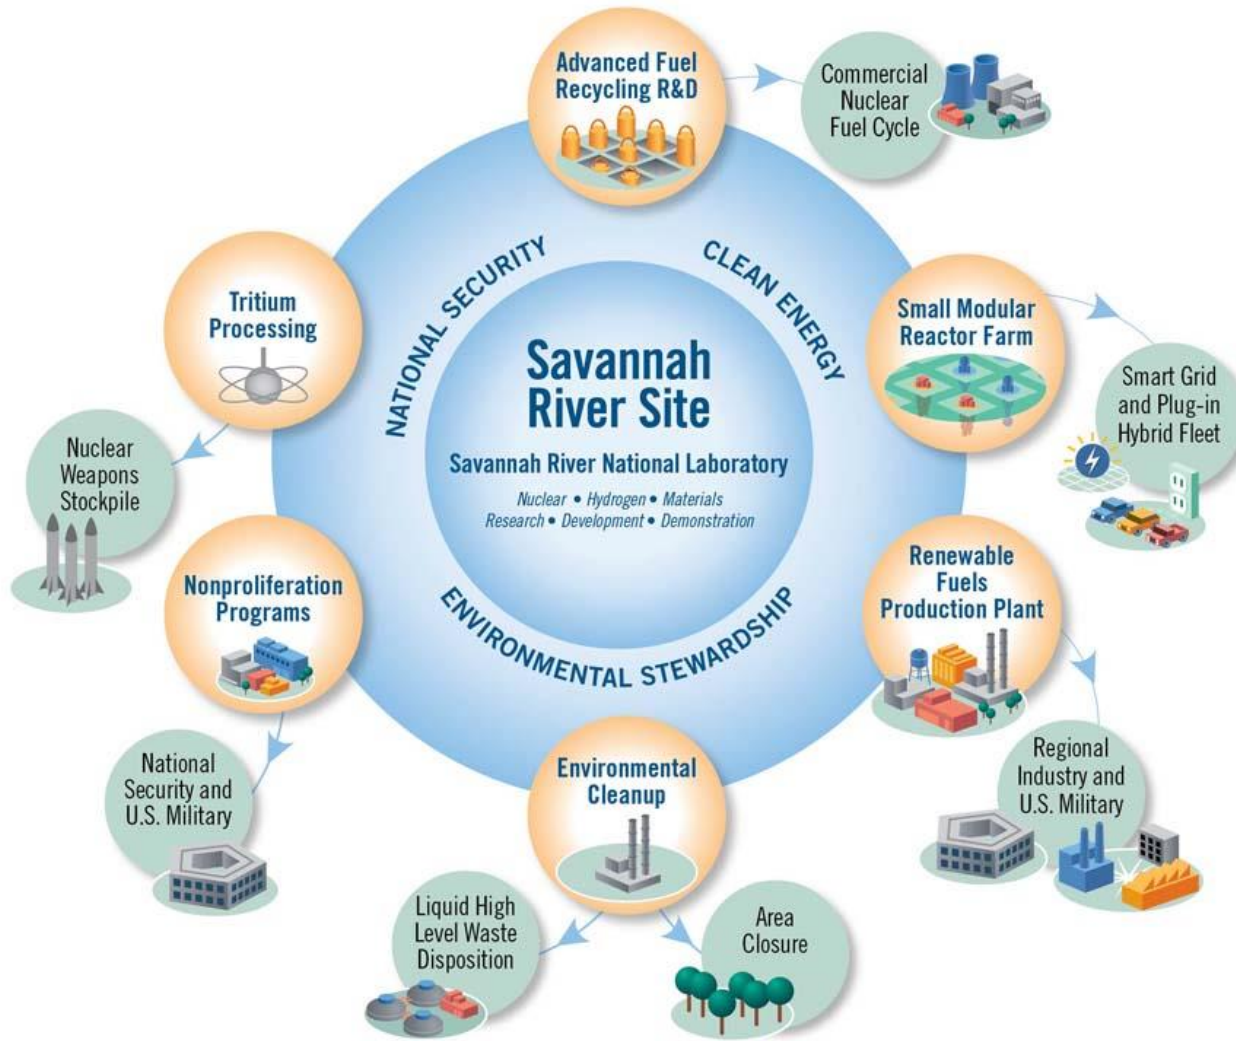 Advanced Fuel
Recycling R&D
Commercial
Nuclear
Fuel Cycle
NATIONAL SECURITY
CLEAN ENERGY
Tritium
Processing
Small Modular
Reactor Farm
Savannah
River Site
Savannah River National Laboratory
Nuclear • Hydrogen • Materials
Research • Development • Demonstration
Smart Grid
and Plug-in
Hybrid Fleet
Nuclear
Weapons
Stockpile
Nonproliferation
Programs
Renewable
Fuels
Production Plant
ENVIRONMENTAL STEWARDSHIP
National
Security and
U.S. Military
Environmental
Cleanup
Regional
Industry and
U.S. Military
Liquid High
Level Waste
Disposition
Area
Closure